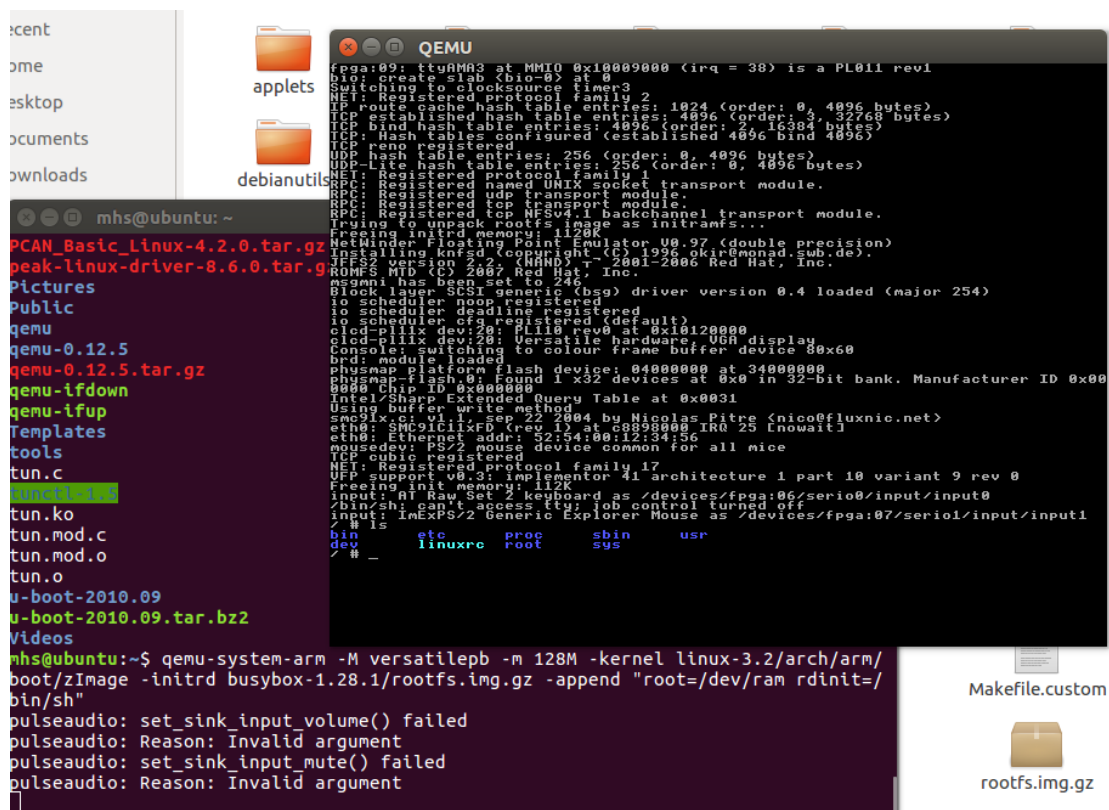 ecent
ome
esktop
ocuments
ownloads
applets
debianutils
QEMU
fpga:09: ttyAMA3 at MMIO 0x10009000 (irq = 38) is a PL011 rev1
bio: create slab <bio-0> at 0
Switching to clocksource timer3
NET: Registered protocol family 2
IP route cache hash table entries: 1024 (order: 0, 4096 bytes)
TCP established hash table entries: 4096 (order: 3, 32768 bytes)
TCP bind hash table entries: 4096 (order: 2, 16384 bytes)
TCP: Hash tables configured (established 4096 bind 4096)
TCP reno registered
UDP hash table entries: 256 (order: 0, 4096 bytes)
UDP-Lite hash table entries: 256 (order: 0, 4096 bytes)
NET: Registered protocol family 1
RPC: Registered named UNIX socket transport module.
RPC: Registered udp transport module.
RPC: Registered tcp transport module.
RPC: Registered tcp NFSv4.1 backchannel transport module.
Trying to unpack rootfs image as initramfs...
Freeing initrd memory: 1120K
NetWinder Floating Point Emulator V0.97 (double precision)
Installing knfsd (copyright (C) 1996 okir@monad.swb.de).
JFFS2 version 2.2. (NAND) 2001-2006 Red Hat, Inc.
ROMFS MTD (C) 2007 Red Hat, Inc.
msgmni has been set to 246
Block layer SCSI generic (bsg) driver version 0.4 loaded (major 254)
io scheduler noop registered
io scheduler deadline registered
io scheduler cfq registered (default)
clcd-pl11x dev:20: PL110 rev0 at 0x10120000
clcd-pl11x dev:20: Versatile hardware, VGA display
Console: switching to colour frame buffer device 80x60
brd: module loaded
physmap platform flash device: 04000000 at 34000000
physmap-flash.0: Found 1 x32 devices at 0x0 in 32-bit bank. Manufacturer ID 0x00
0000 Chip ID 0x000000
Intel/Sharp Extended Query Table at 0x0031
Using buffer write method
smc91x.c: v1.1, sep 22 2004 by Nicolas Pitre <nico@fluxnic.net>
eth0: SMC91C11xFD (rev 1) at c8898000 IRQ 25 [nowait]
eth0: Ethernet addr: 52:54:00:12:34:56
mousedev: PS/2 mouse device common for all mice
TCP cubic registered
NET: Registered protocol family 17
VFP support v0.3: implementor 41 architecture 1 part 10 variant 9 rev 0
Freeing init memory: 112K
input: AT Raw Set 2 keyboard as /devices/fpga:06/serio0/input/input0
/bin/sh: can't access tty; job control turned off
input: ImExPS/2 Generic Explorer Mouse as /devices/fpga:07/serio1/input/input1
/ # ls
bin etc proc sbin usr
dev linuxrc root sys
/ # _
mhs@ubuntu: ~
PCAN_Basic_Linux-4.2.0.tar.gz
peak-linux-driver-8.6.0.tar.g
Pictures
Public
qemu
qemu-0.12.5
qemu-0.12.5.tar.gz
qemu-ifdown
qemu-ifup
Templates
tools
tun.c
tunctl-1.5
tun.ko
tun.mod.c
tun.mod.o
tun.o
u-boot-2010.09
u-boot-2010.09.tar.bz2
Videos
mhs@ubuntu:~$ qemu-system-arm -M versatilepb -m 128M -kernel linux-3.2/arch/arm/
boot/zImage -initrd busybox-1.28.1/rootfs.img.gz -append "root=/dev/ram rdinit=/
bin/sh"
pulseaudio: set_sink_input_volume() failed
pulseaudio: Reason: Invalid argument
pulseaudio: set_sink_input_mute() failed
pulseaudio: Reason: Invalid argument
Makefile.custom
rootfs.img.gz